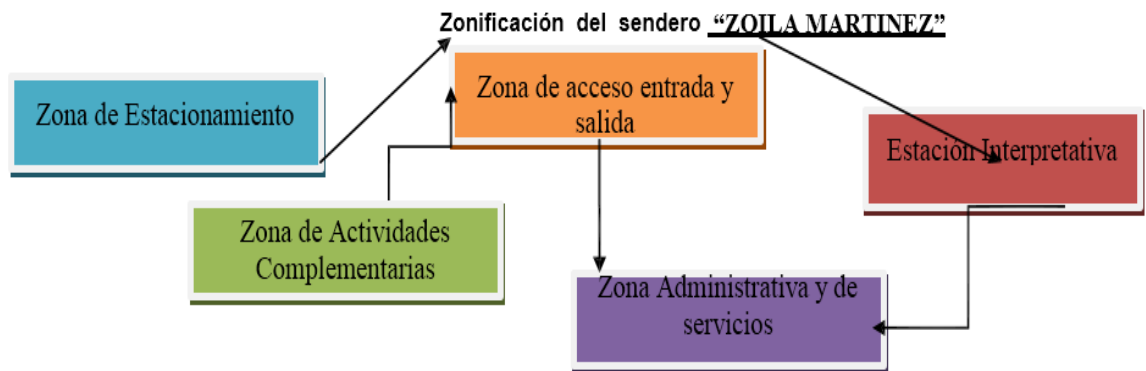 Zonificación del sendero “ZOILA MARTINEZ”
Zona de Estacionamiento
Zona de acceso entrada y
salida
Estación Interpretativa
Zona de Actividades
Complementarias
Zona Administrativa y de
servicios